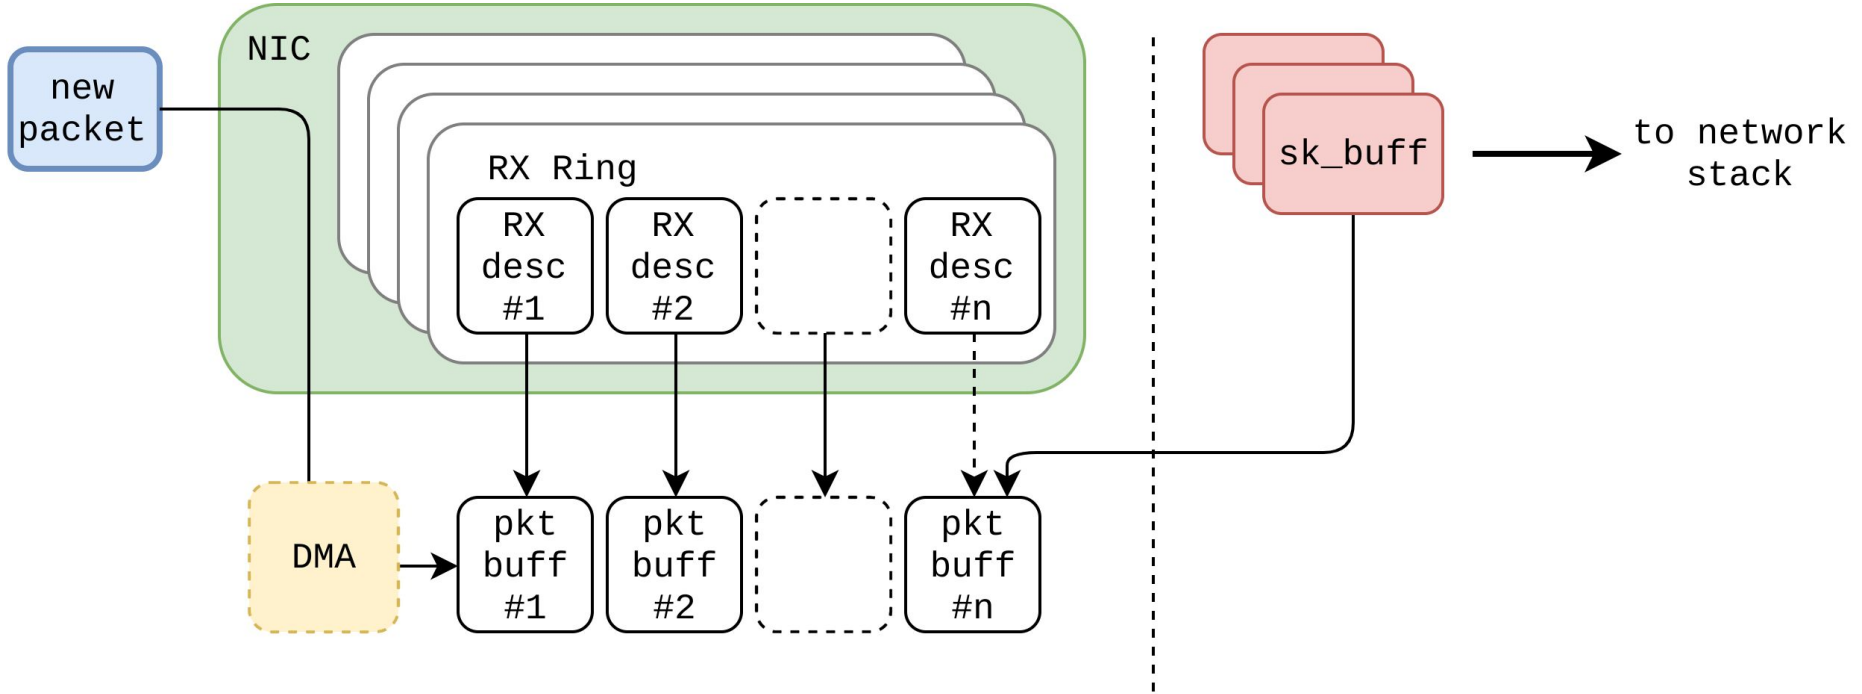 NIC
new
packet
RX Ring
RX
desc
#1
RX
desc
#2
RX
desc
#n
sk_buff
to network
stack
DMA
pkt
buff
#1
pkt
buff
#2
pkt
buff
#n